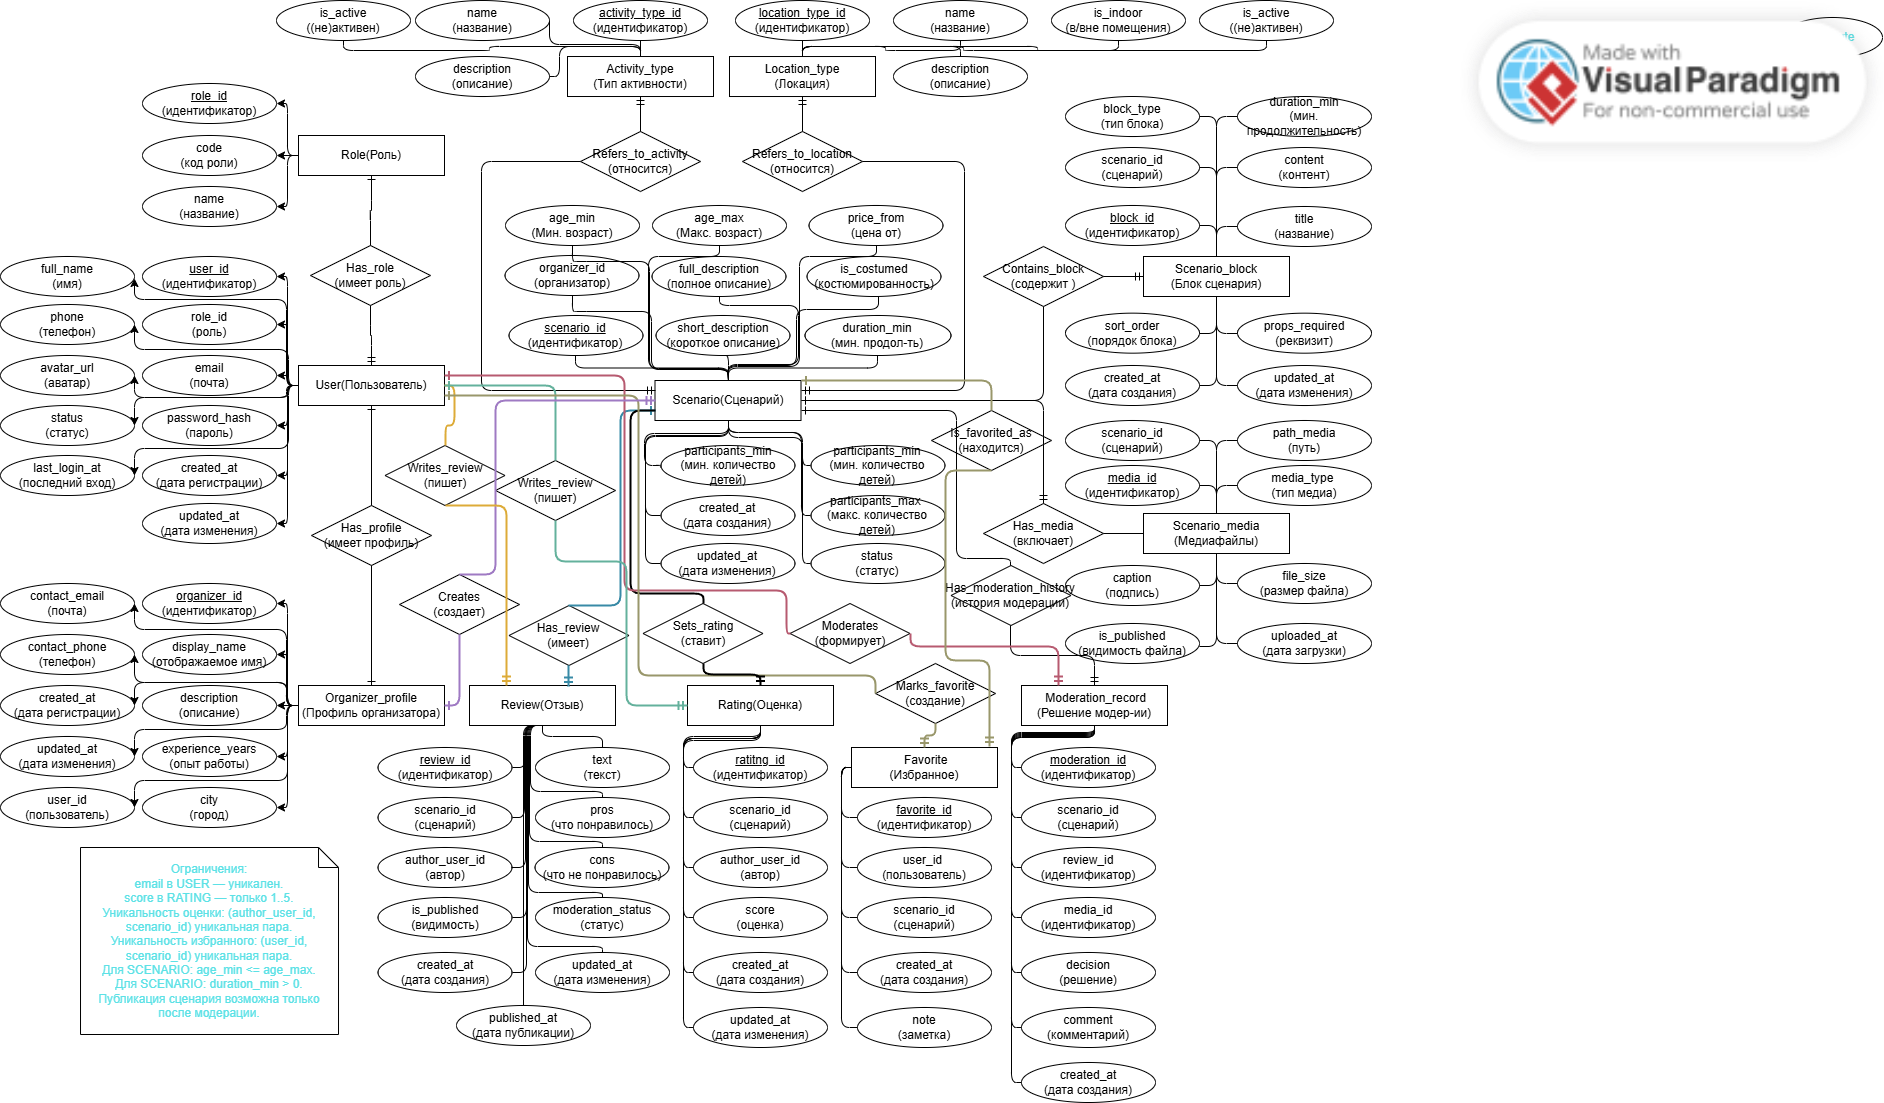 is_active
((не)активен)
name
(название)
activity_type_id
(идентификатор)
location_type_id
(идентификатор)
name
(название)
is_indoor
(в/вне помещения)
is_active
((не)активен)
description
(описание)
Activity_type
(Тип активности)
Location_type
(Локация)
description
(описание)
Made with
Visual Paradigm
For non-commercial use
role_id
(идентификатор)
code
(код роли)
name
(название)
Role(Роль)
Refers_to_activity
(относится)
Refers_to_location
(относится)
block_type
(тип блока)
duration_min
(мин.
продолжительность)
scenario_id
(сценарий)
content
(контент)
block_id
(идентификатор)
title
(название)
age_min
(Мин. возраст)
age_max
(Макс. возраст)
price_from
(цена от)
organizer_id
(организатор)
full_description
(полное описание)
is_costumed
(костюмированность)
scenario_id
(идентификатор)
short_description
(короткое описание)
duration_min
(мин. продол-ть)
Contains_block
(содержит )
Scenario_block
(Блок сценария)
sort_order
(порядок блока)
props_required
(реквизит)
created_at
(дата создания)
updated_at
(дата изменения)
full_name
(имя)
user_id
(идентификатор)
Has_role
(имеет роль)
phone
(телефон)
role_id
(роль)
avatar_url
(аватар)
email
(почта)
User(Пользователь)
status
(статус)
password_hash
(пароль)
last_login_at
(последний вход)
created_at
(дата регистрации)
updated_at
(дата изменения)
Scenario(Сценарий)
Is_favorited_as
(находится)
Writes_review
(пишет)
Writes_review
(пишет)
participants_min
(мин. количество
детей)
participants_min
(мин. количество
детей)
created_at
(дата создания)
participants_max
(макс. количество
детей)
updated_at
(дата изменения)
status
(статус)
scenario_id
(сценарий)
path_media
(путь)
media_id
(идентификатор)
media_type
(тип медиа)
Has_media
(включает)
Scenario_media
(Медиафайлы)
caption
(подпись)
file_size
(размер файла)
is_published
(видимость файла)
uploaded_at
(дата загрузки)
Has_profile
(имеет профиль)
Creates
(создает)
Has_review
(имеет)
Sets_rating
(ставит)
Moderates
(формирует)
Has_moderation_history
(история модерации)
Marks_favorite
(создание)
contact_email
(почта)
organizer_id
(идентификатор)
contact_phone
(телефон)
display_name
(отображаемое имя)
created_at
(дата регистрации)
description
(описание)
Organizer_profile
(Профиль организатора)
updated_at
(дата изменения)
experience_years
(опыт работы)
user_id
(пользователь)
city
(город)
Review(Отзыв)
Rating(Оценка)
Favorite
(Избранное)
Moderation_record
(Решение модер-ии)
review_id
(идентификатор)
text
(текст)
scenario_id
(сценарий)
pros
(что понравилось)
author_user_id
(автор)
cons
(что не понравилось)
is_published
(видимость)
moderation_status
(статус)
created_at
(дата создания)
updated_at
(дата изменения)
published_at
(дата публикации)
ratitng_id
(идентификатор)
scenario_id
(сценарий)
author_user_id
(автор)
score
(оценка)
created_at
(дата создания)
updated_at
(дата изменения)
favorite_id
(идентификатор)
user_id
(пользователь)
scenario_id
(сценарий)
created_at
(дата создания)
note
(заметка)
moderation_id
(идентификатор)
scenario_id
(сценарий)
review_id
(идентификатор)
media_id
(идентификатор)
decision
(решение)
comment
(комментарий)
created_at
(дата создания)
Ограничения:
email в USER — уникален.
score в RATING — только 1..5.
Уникальность оценки: (author_user_id,
scenario_id) уникальная пара.
Уникальность избранного: (user_id,
scenario_id) уникальная пара.
Для SCENARIO: age_min <= age_max.
Для SCENARIO: duration_min > 0.
Публикация сценария возможна только
после модерации.